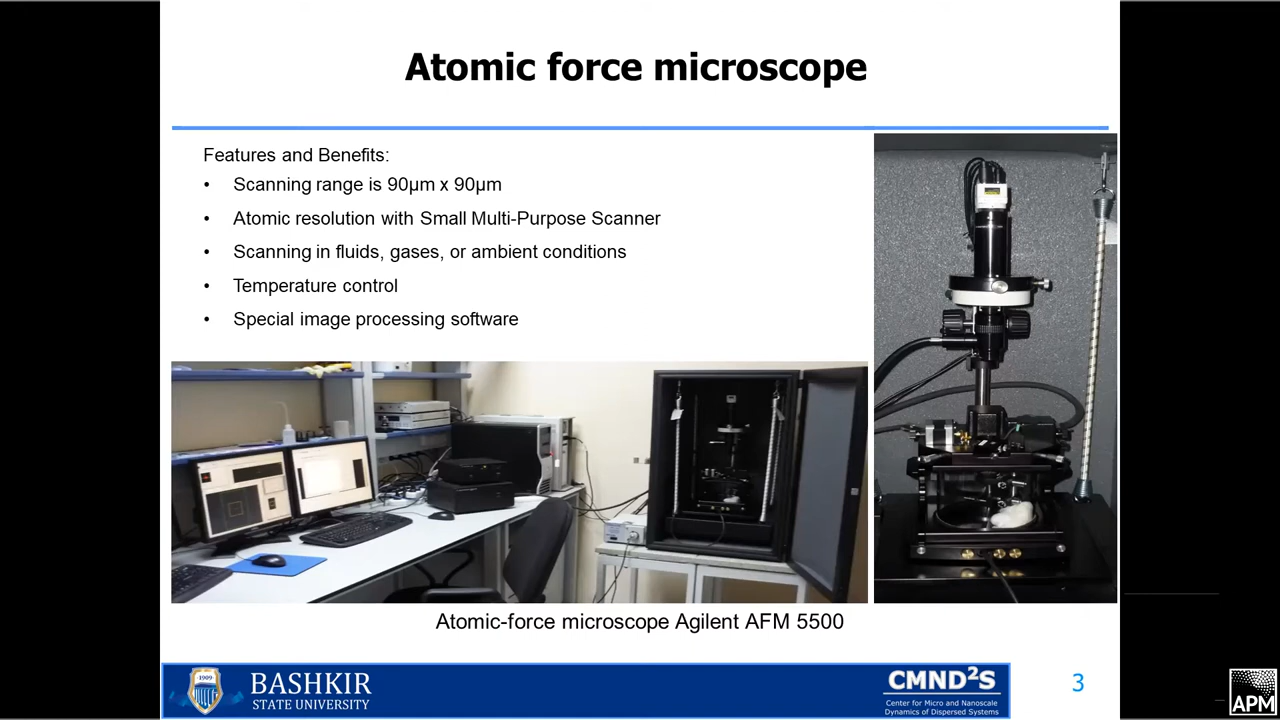 Atomic force microscope
Features and Benefits:
• Scanning range is 90µm x 90µm
• Atomic resolution with Small Multi-Purpose Scanner
• Scanning in fluids, gases, or ambient conditions
• Temperature control
• Special image processing software
Atomic-force microscope Agilent AFM 5500
1909
BASHKIR
STATE UNIVERSITY
CMND²S
Center for Micro and Nanoscale
Dynamics of Dispersed Systems
3
APM